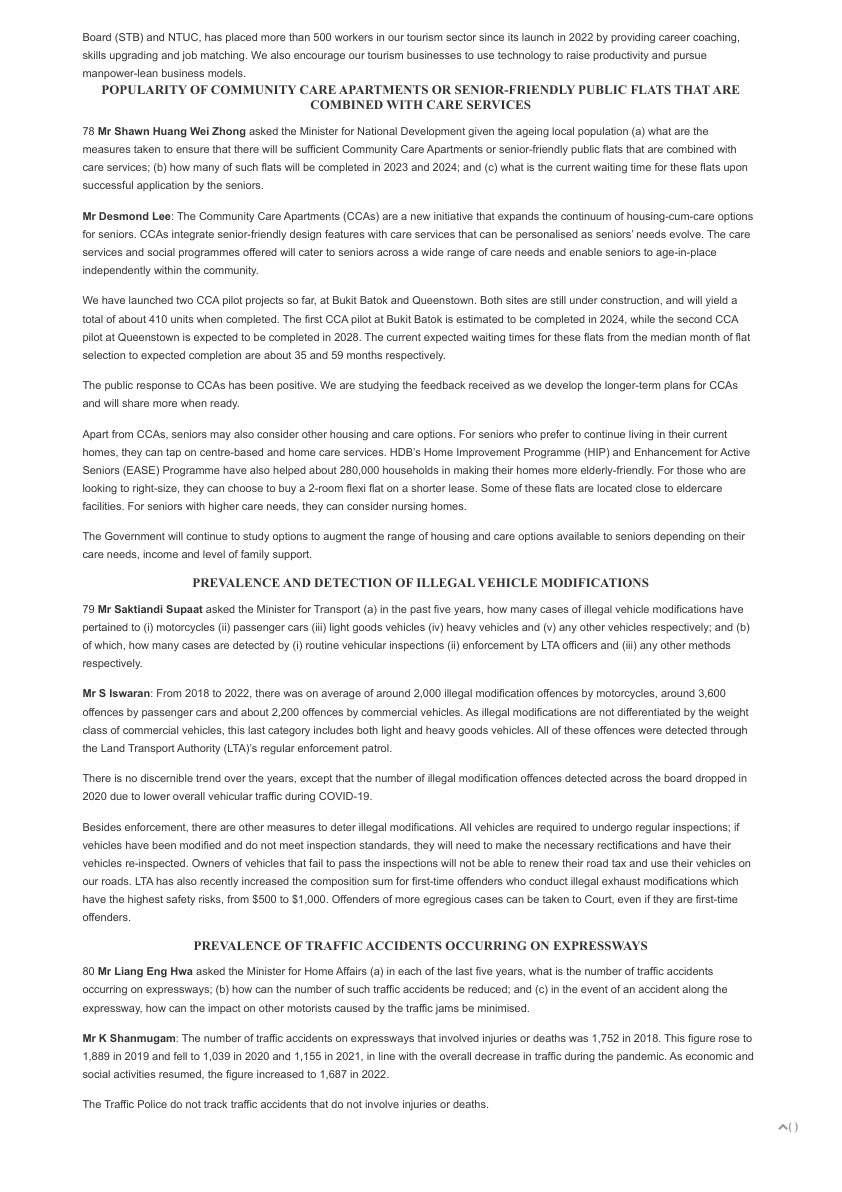 Board (STB) and NTUC, has placed more than 500 workers in our tourism sector since its launch in 2022 by providing career coaching,
skills upgrading and job matching. We also encourage our tourism businesses to use technology to raise productivity and pursue
manpower-lean business models.
POPULARITY OF COMMUNITY CARE APARTMENTS OR SENIOR-FRIENDLY PUBLIC FLATS THAT ARE
COMBINED WITH CARE SERVICES
78 Mr Shawn Huang Wei Zhong asked the Minister for National Development given the ageing local population (a) what are the
measures taken to ensure that there will be sufficient Community Care Apartments or senior-friendly public flats that are combined with
care services; (b) how many of such flats will be completed in 2023 and 2024; and (c) what is the current waiting time for these flats upon
successful application by the seniors.
Mr Desmond Lee: The Community Care Apartments (CCAs) are a new initiative that expands the continuum of housing-cum-care options
for seniors. CCAs integrate senior-friendly design features with care services that can be personalised as seniors' needs evolve. The care
services and social programmes offered will cater to seniors across a wide range of care needs and enable seniors to age-in-place
independently within the community.
We have launched two CCA pilot projects so far, at Bukit Batok and Queenstown. Both sites are still under construction, and will yield a
total of about 410 units when completed. The first CCA pilot at Bukit Batok is estimated to be completed in 2024, while the second CCA
pilot at Queenstown is expected to be completed in 2028. The current expected waiting times for these flats from the median month of flat
selection to expected completion are about 35 and 59 months respectively.
The public response to CCAs has been positive. We are studying the feedback received as we develop the longer-term plans for CCAs
and will share more when ready.
Apart from CCAs, seniors may also consider other housing and care options. For seniors who prefer to continue living in their current
homes, they can tap on centre-based and home care services. HDB's Home Improvement Programme (HIP) and Enhancement for Active
Seniors (EASE) Programme have also helped about 280,000 households in making their homes more elderly-friendly. For those who are
looking to right-size, they can choose to buy a 2-room flexi flat on a shorter lease. Some of these flats are located close to eldercare
facilities. For seniors with higher care needs, they can consider nursing homes.
The Government will continue to study options to augment the range of housing and care options available to seniors depending on their
care needs, income and level of family support.
PREVALENCE AND DETECTION OF ILLEGAL VEHICLE MODIFICATIONS
79 Mr Saktiandi Supaat asked the Minister for Transport (a) in the past five years, how many cases of illegal vehicle modifications have
pertained to (i) motorcycles (ii) passenger cars (iii) light goods vehicles (iv) heavy vehicles and (v) any other vehicles respectively; and (b)
of which, how many cases are detected by (i) routine vehicular inspections (ii) enforcement by LTA officers and (iii) any other methods
respectively.
Mr S Iswaran: From 2018 to 2022, there was on average of around 2,000 illegal modification offences by motorcycles, around 3,600
offences by passenger cars and about 2,200 offences by commercial vehicles. As illegal modifications are not differentiated by the weight
class of commercial vehicles, this last category includes both light and heavy goods vehicles. All of these offences were detected through
the Land Transport Authority (LTA)'s regular enforcement patrol.
There is no discernible trend over the years, except that the number of illegal modification offences detected across the board dropped in
2020 due to lower overall vehicular traffic during COVID-19.
Besides enforcement, there are other measures to deter illegal modifications. All vehicles are required to undergo regular inspections; if
vehicles have been modified and do not meet inspection standards, they will need to make the necessary rectifications and have their
vehicles re-inspected. Owners of vehicles that fail to pass the inspections will not be able to renew their road tax and use their vehicles on
our roads. LTA has also recently increased the composition sum for first-time offenders who conduct illegal exhaust modifications which
have the highest safety risks, from $500 to $1,000. Offenders of more egregious cases can be taken to Court, even if they are first-time
offenders.
PREVALENCE OF TRAFFIC ACCIDENTS OCCURRING ON EXPRESSWAYS
80 Mr Liang Eng Hwa asked the Minister for Home Affairs (a) in each of the last five years, what is the number of traffic accidents
occurring on expressways; (b) how can the number of such traffic accidents be reduced; and (c) in the event of an accident along the
expressway, how can the impact on other motorists caused by the traffic jams be minimised.
Mr K Shanmugam: The number of traffic accidents on expressways that involved injuries or deaths was 1,752 in 2018. This figure rose to
1,889 in 2019 and fell to 1,039 in 2020 and 1,155 in 2021, in line with the overall decrease in traffic during the pandemic. As economic and
social activities resumed, the figure increased to 1,687 in 2022.
The Traffic Police do not track traffic accidents that do not involve injuries or deaths.
( )